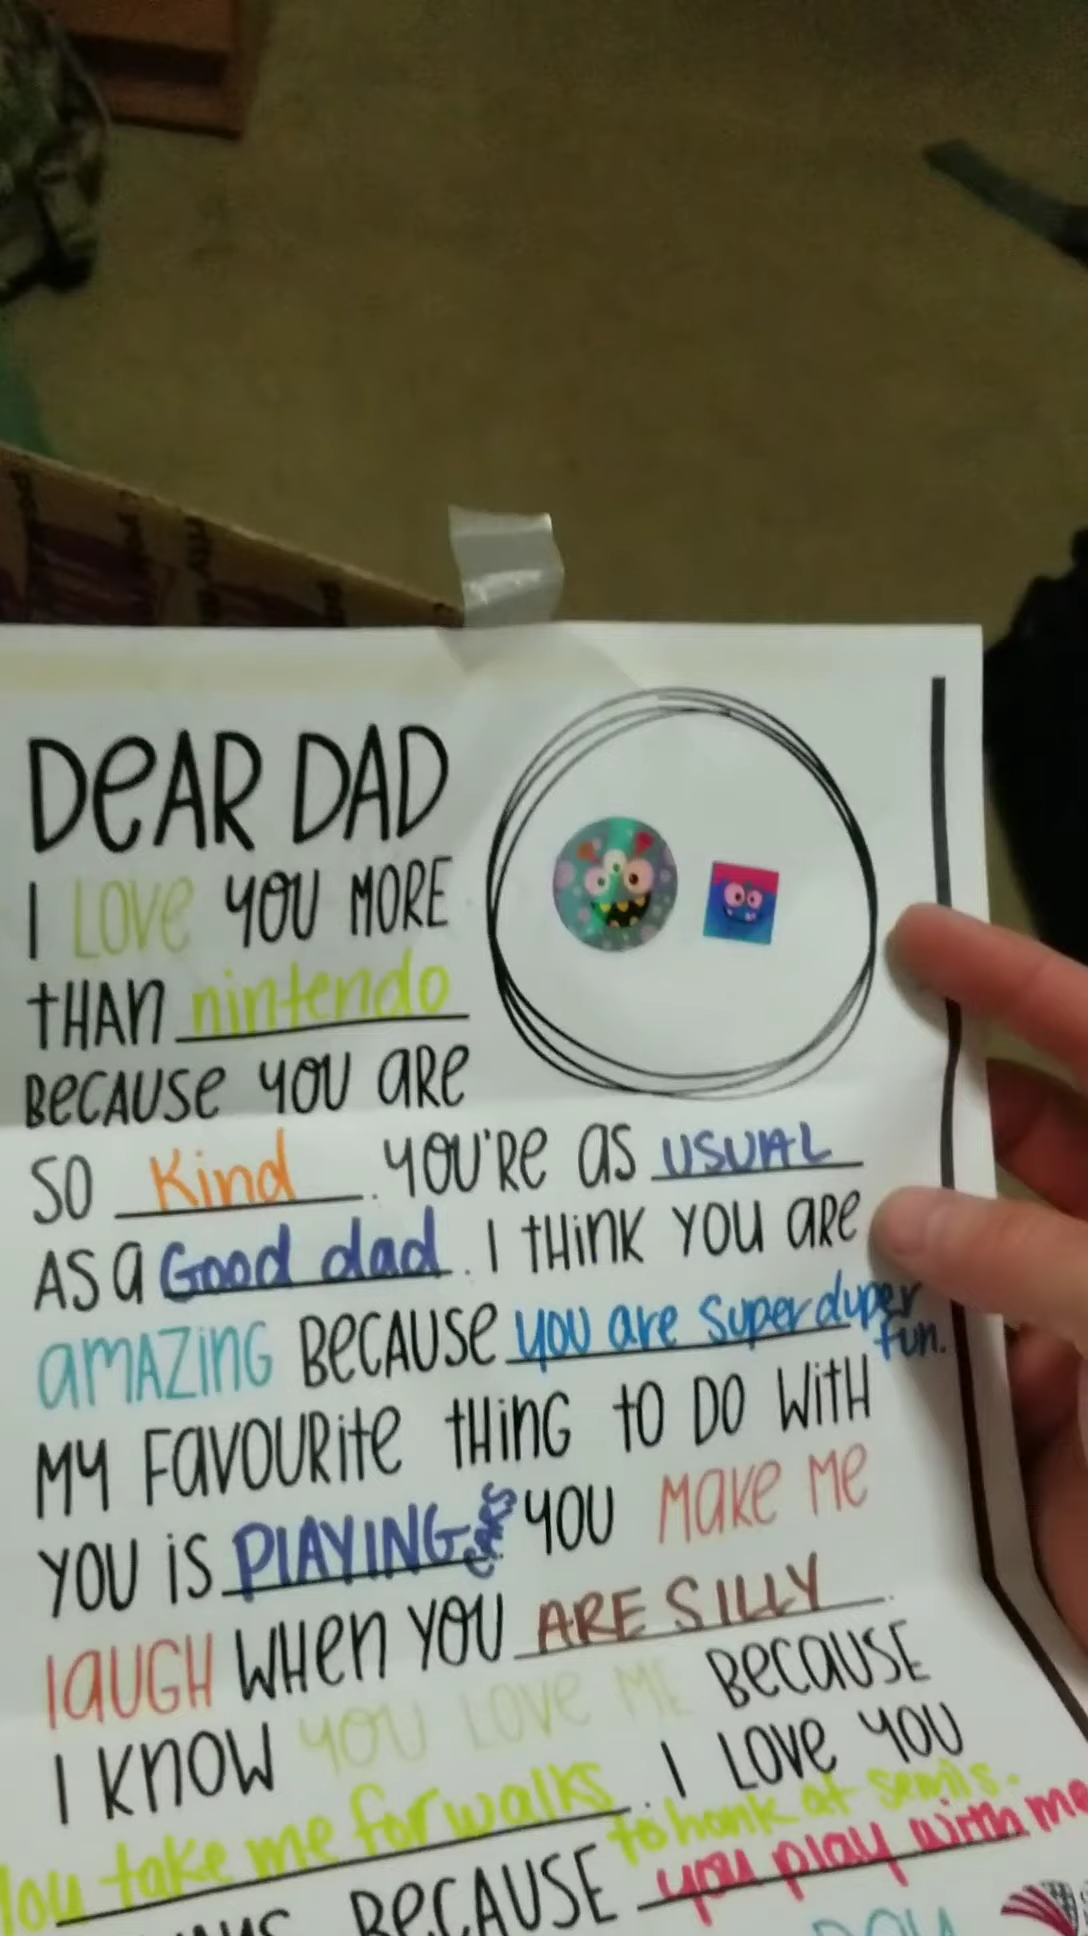 DeAR DAD
I LOVe YOU MORE
tHAn nintendo
BeCAUSe YOU aRe
SO Kind. YOU'Re aS USUAL
AS a Good dad. I tHinK YOU aRe
aMAZinG BeCAUSe you are super duper
fun.
MY FaVOURite tHinG tO DO WitH
YOU iS PlAYING CARS. YOU MaKe Me
laUGH WHen YOU ARE SILLY.
I KnOW YOU LOVe ME BeCaUSE
You take me for walks. I LOVe YOU
to honk at semis.
BeCAUSE you play with me